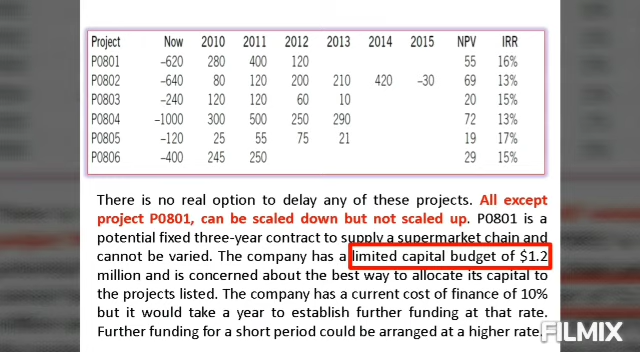 Project Now 2010 2011 2012 2013 2014 2015 NPV IRR
P0801 –620 280 400 120 55 16%
P0802 –640 80 120 200 210 420 –30 69 13%
P0803 –240 120 120 60 10 20 15%
P0804 –1000 300 500 250 290 72 13%
P0805 –120 25 55 75 21 19 17%
P0806 –400 245 250 29 15%
There is no real option to delay any of these projects. All except
project P0801, can be scaled down but not scaled up. P0801 is a
potential fixed three-year contract to supply a supermarket chain and
cannot be varied. The company has a limited capital budget of $1.2
million and is concerned about the best way to allocate its capital to
the projects listed. The company has a current cost of finance of 10%
but it would take a year to establish further funding at that rate.
Further funding for a short period could be arranged at a higher rate.
FILMIX